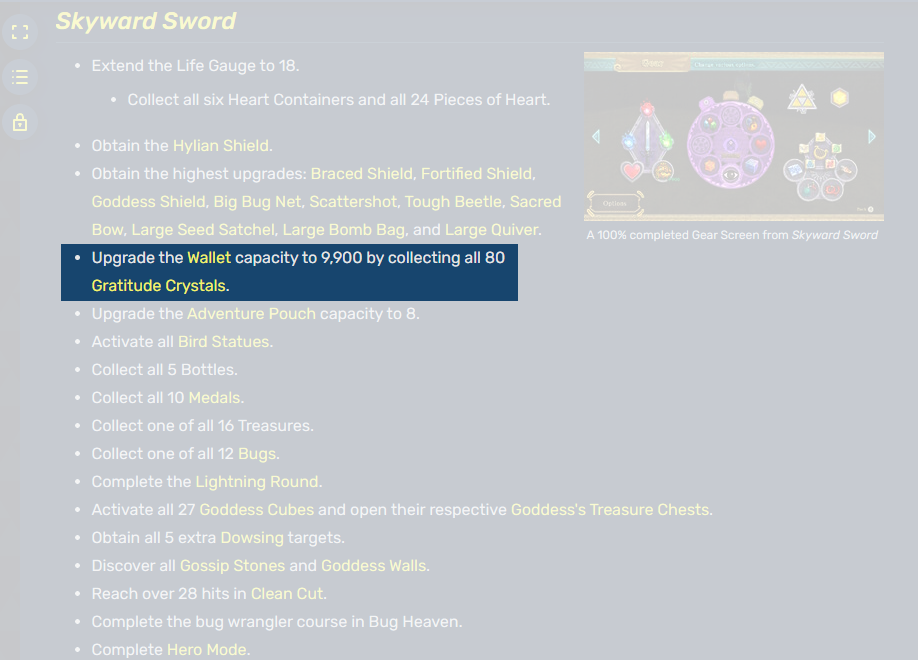 Skyward Sword
Extend the Life Gauge to 18.
Collect all six Heart Containers and all 24 Pieces of Heart.
Obtain the Hylian Shield.
Obtain the highest upgrades: Braced Shield, Fortified Shield,
Goddess Shield, Big Bug Net, Scattershot, Tough Beetle, Sacred
Bow, Large Seed Satchel, Large Bomb Bag, and Large Quiver.
Upgrade the Wallet capacity to 9,900 by collecting all 80
Gratitude Crystals.
Upgrade the Adventure Pouch capacity to 8.
Activate all Bird Statues.
Collect all 5 Bottles.
Collect all 10 Medals.
Collect one of all 16 Treasures.
Collect one of all 12 Bugs.
Complete the Lightning Round.
Activate all 27 Goddess Cubes and open their respective Goddess's Treasure Chests.
Obtain all 5 extra Dowsing targets.
Discover all Gossip Stones and Goddess Walls.
Reach over 28 hits in Clean Cut.
Complete the bug wrangler course in Bug Heaven.
Complete Hero Mode.
Gear
Options
A 100% completed Gear Screen from Skyward Sword